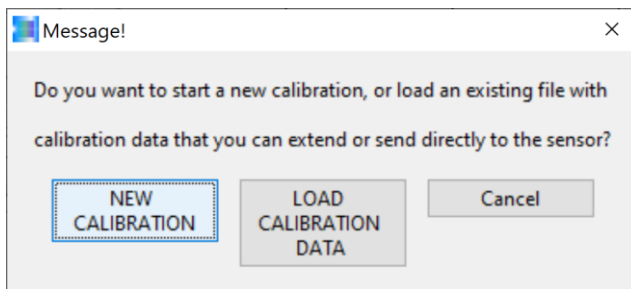 Message!
Do you want to start a new calibration, or load an existing file with
calibration data that you can extend or send directly to the sensor?
NEW
CALIBRATION
LOAD
CALIBRATION
DATA
Cancel